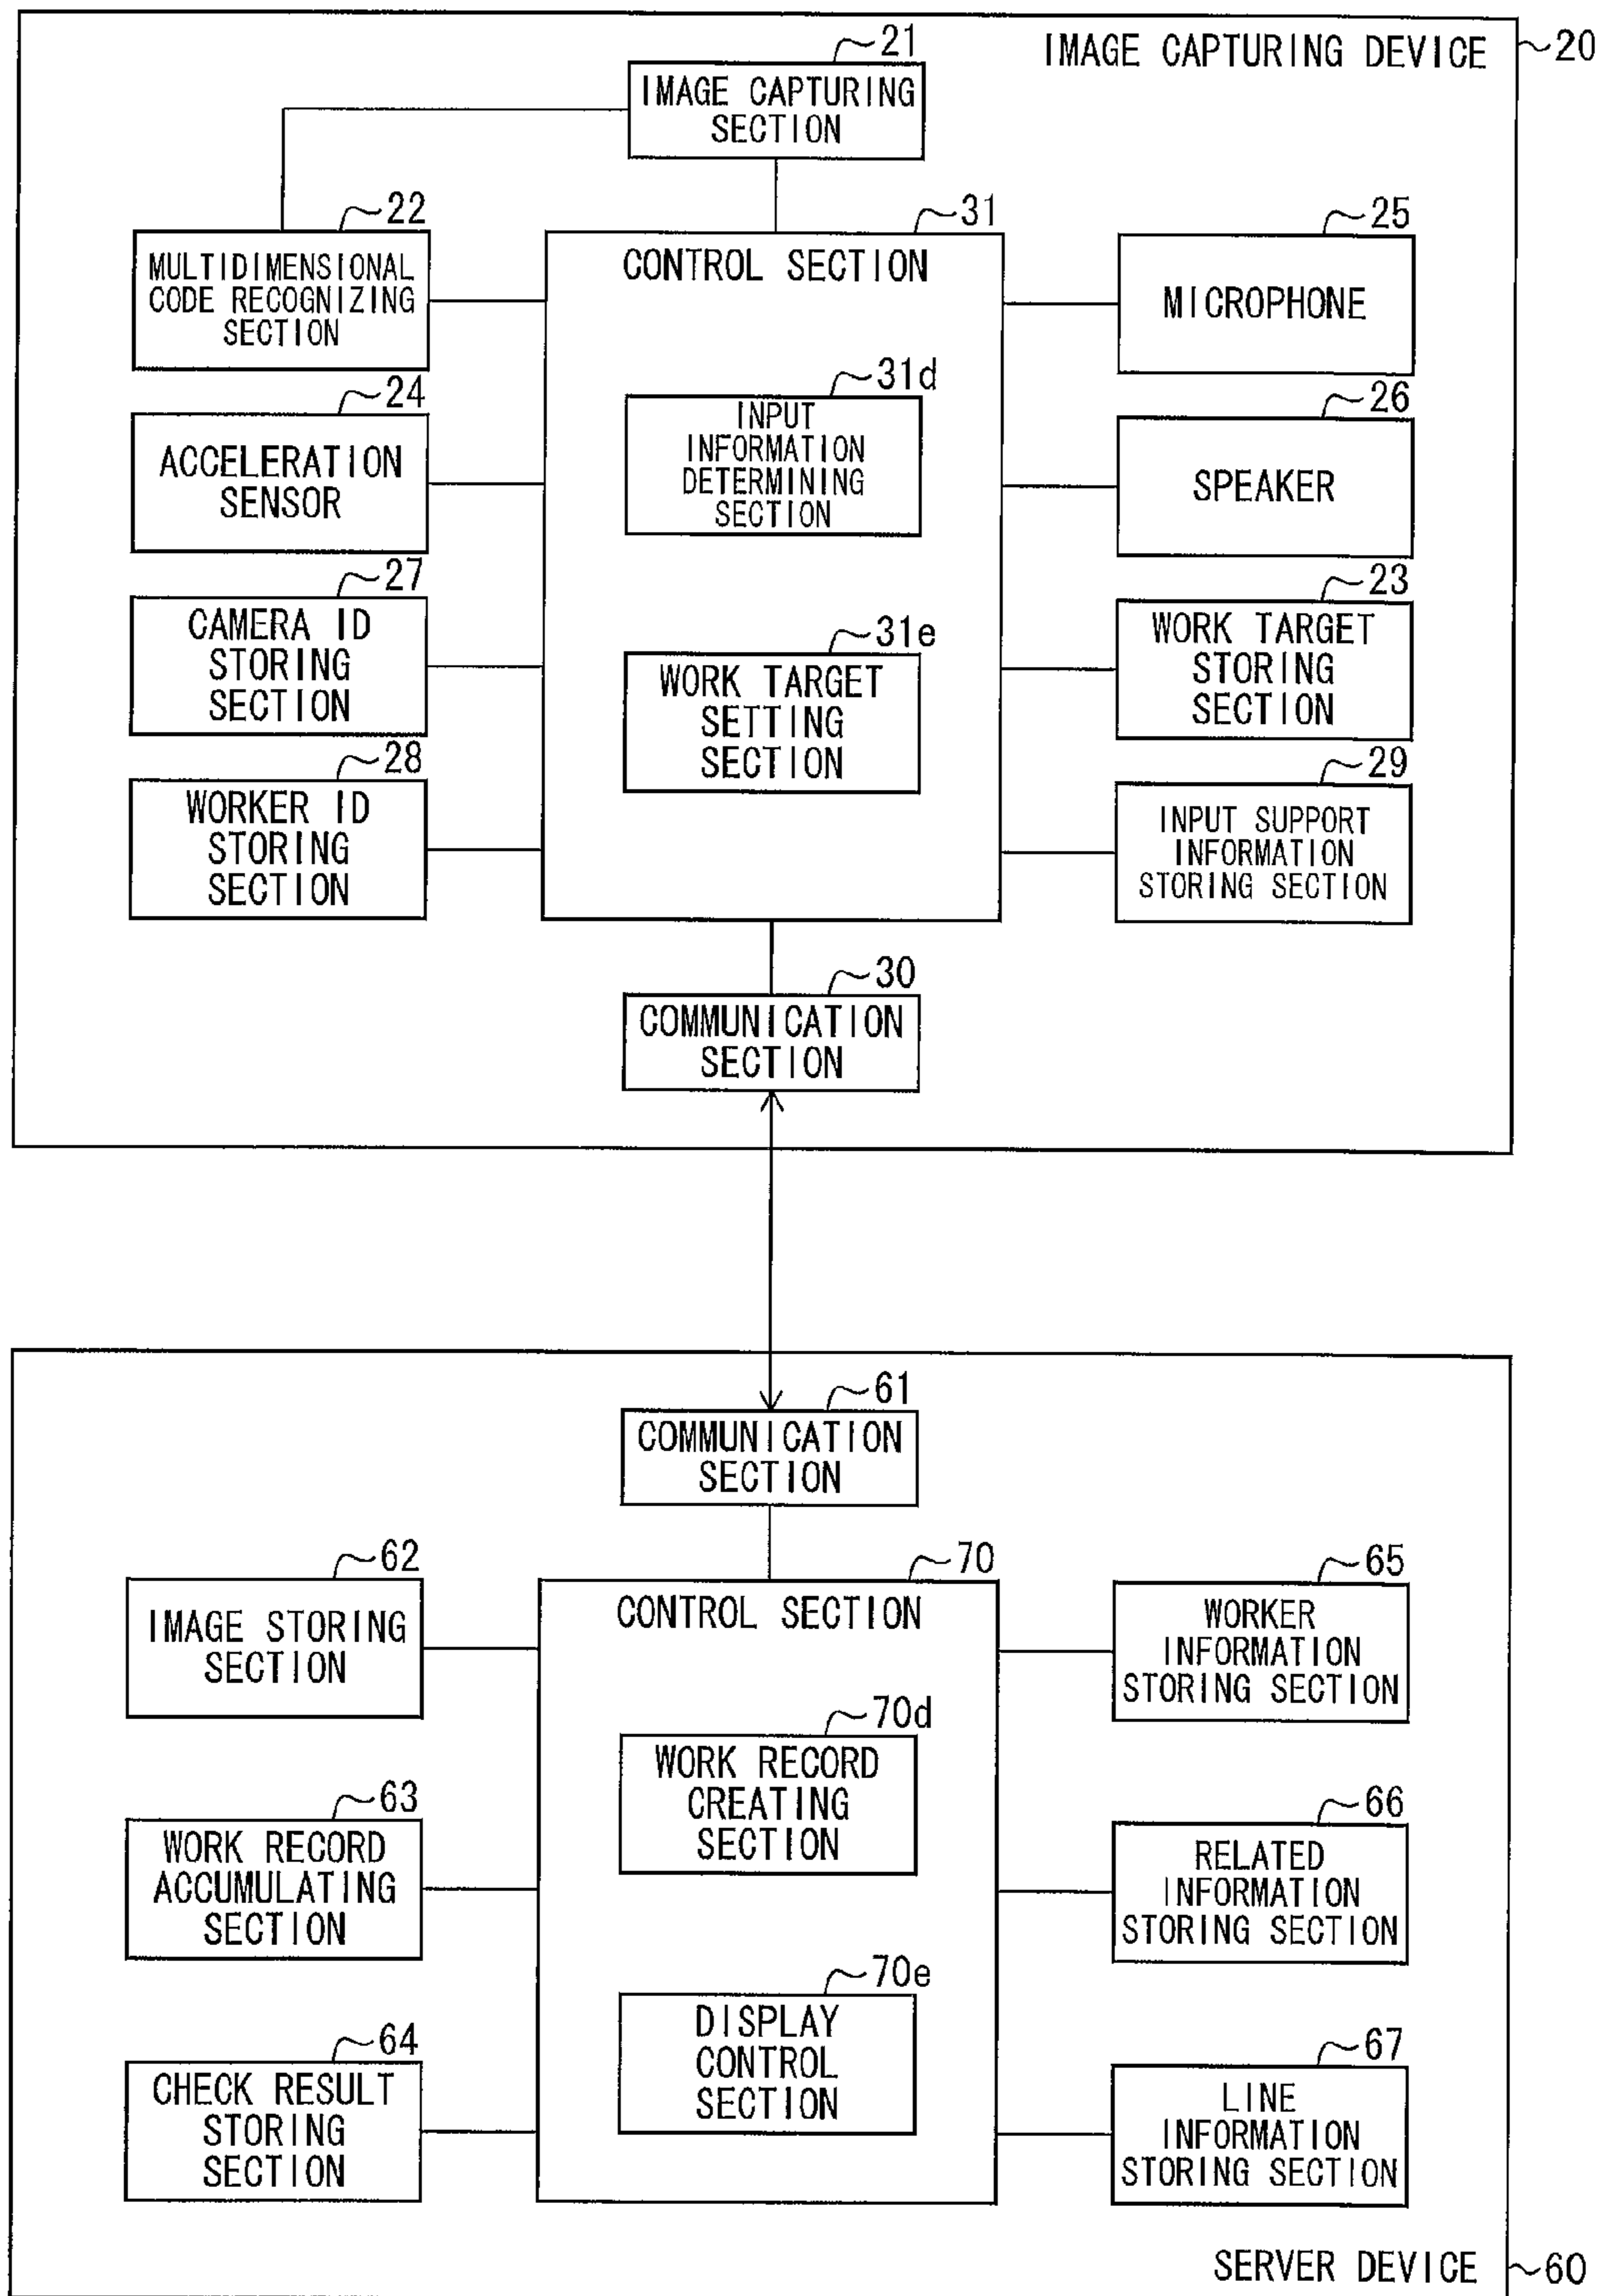 IMAGE CAPTURING DEVICE
20
21
IMAGE CAPTURING
SECTION
22
MULTIDIMENSIONAL
CODE RECOGNIZING
SECTION
31
CONTROL SECTION
25
MICROPHONE
24
ACCELERATION
SENSOR
31d
INPUT
INFORMATION
DETERMINING
SECTION
26
SPEAKER
27
CAMERA ID
STORING
SECTION
31e
WORK TARGET
SETTING
SECTION
23
WORK TARGET
STORING
SECTION
28
WORKER ID
STORING
SECTION
29
INPUT SUPPORT
INFORMATION
STORING SECTION
30
COMMUNICATION
SECTION
61
COMMUNICATION
SECTION
62
IMAGE STORING
SECTION
70
CONTROL SECTION
65
WORKER
INFORMATION
STORING SECTION
63
WORK RECORD
ACCUMULATING
SECTION
70d
WORK RECORD
CREATING
SECTION
66
RELATED
INFORMATION
STORING SECTION
64
CHECK RESULT
STORING
SECTION
70e
DISPLAY
CONTROL
SECTION
67
LINE
INFORMATION
STORING SECTION
SERVER DEVICE
60